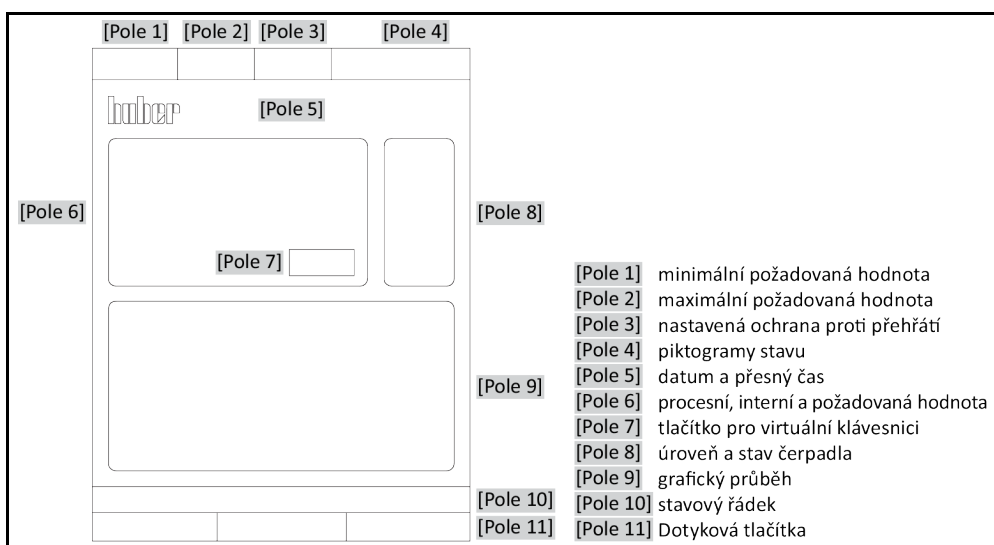 [Pole 1] [Pole 2] [Pole 3] [Pole 4]
huber
[Pole 5]
[Pole 6]
[Pole 8]
[Pole 7]
[Pole 9]
[Pole 10]
[Pole 11]
[Pole 1] minimální požadovaná hodnota
[Pole 2] maximální požadovaná hodnota
[Pole 3] nastavená ochrana proti přehřátí
[Pole 4] piktogramy stavu
[Pole 5] datum a přesný čas
[Pole 6] procesní, interní a požadovaná hodnota
[Pole 7] tlačítko pro virtuální klávesnici
[Pole 8] úroveň a stav čerpadla
[Pole 9] grafický průběh
[Pole 10] stavový řádek
[Pole 11] Dotyková tlačítka